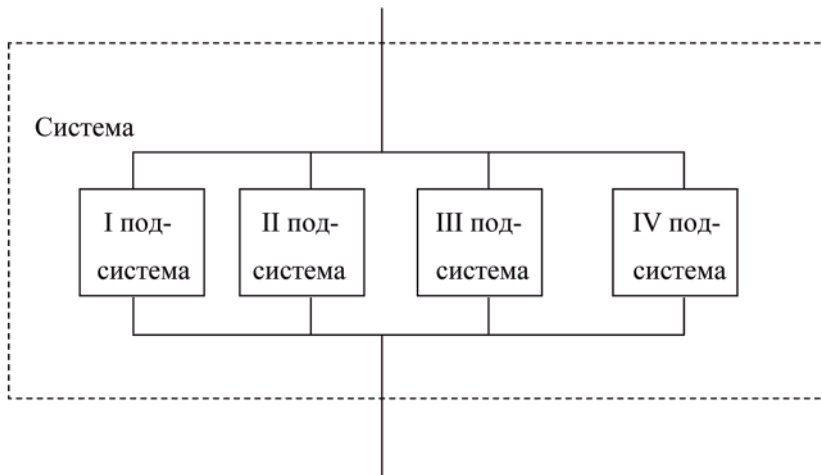 Система
I под-
система
II под-
система
III под-
система
IV под-
система